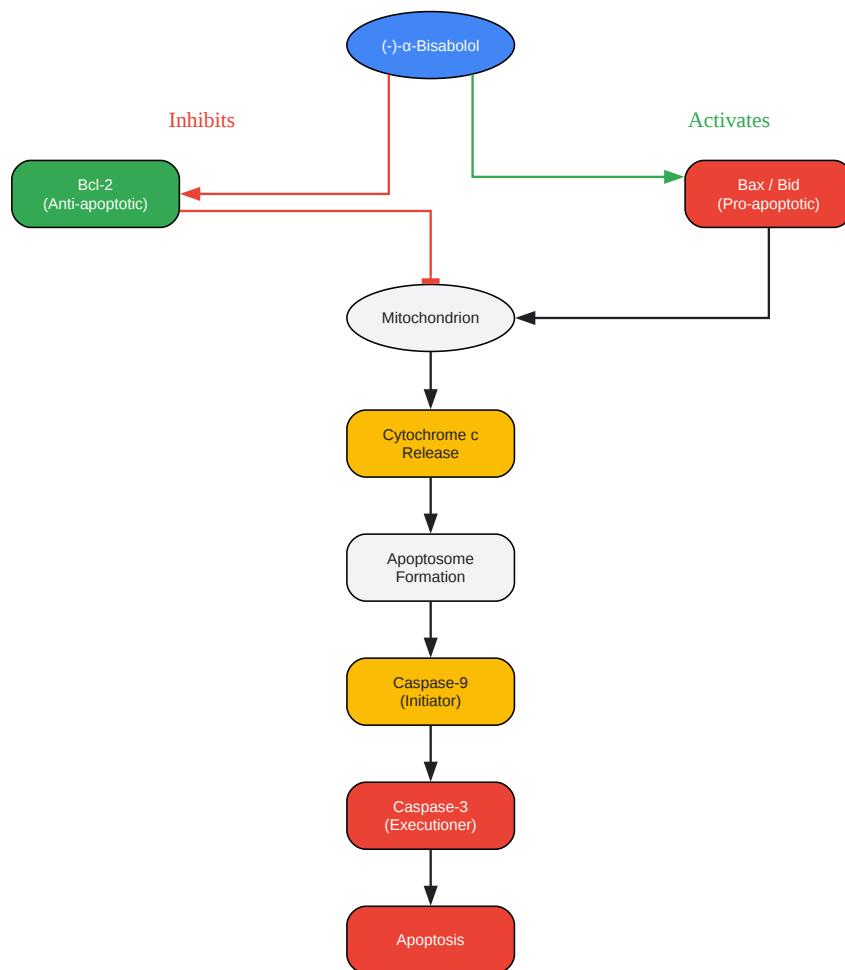 (-)-α-Bisabolol
Inhibits
Activates
Bcl-2
(Anti-apoptotic)
Bax / Bid
(Pro-apoptotic)
Mitochondrion
Cytochrome c
Release
Apoptosome
Formation
Caspase-9
(Initiator)
Caspase-3
(Executioner)
Apoptosis